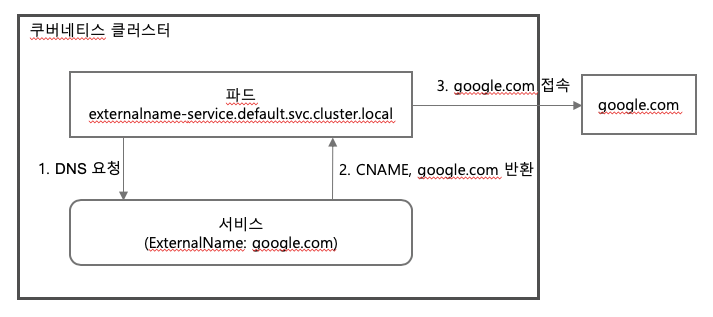 쿠버네티스 클러스터
파드
externalname-service.default.svc.cluster.local
3. google.com 접속
google.com
1. DNS 요청
2. CNAME, google.com 반환
서비스
(ExternalName: google.com)